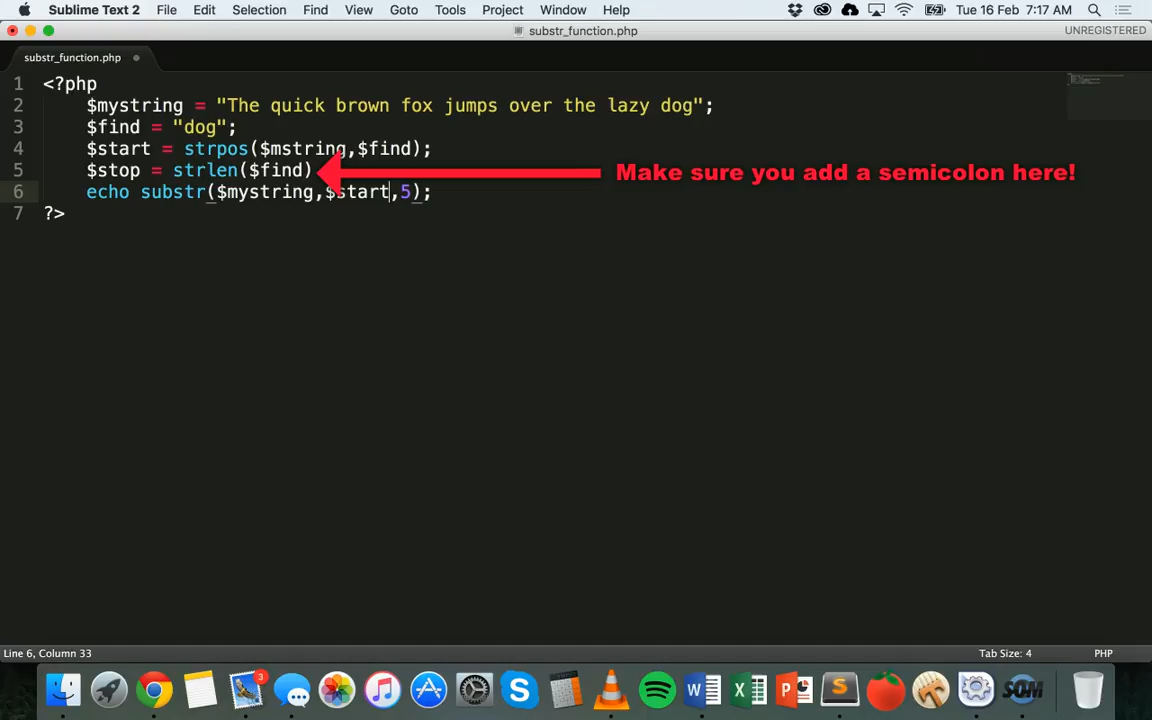 Sublime Text 2 File Edit Selection Find View Goto Tools Project Window Help Tue 16 Feb 7:17 AM
substr_function.php UNREGISTERED
substr_function.php
1 <?php
2 $mystring = "The quick brown fox jumps over the lazy dog";
3 $find = "dog";
4 $start = strpos($mstring,$find);
5 $stop = strlen($find) Make sure you add a semicolon here!
6 echo substr($mystring,$start,5);
7 ?>
Line 6, Column 33 Tab Size: 4 PHP
3
SOM